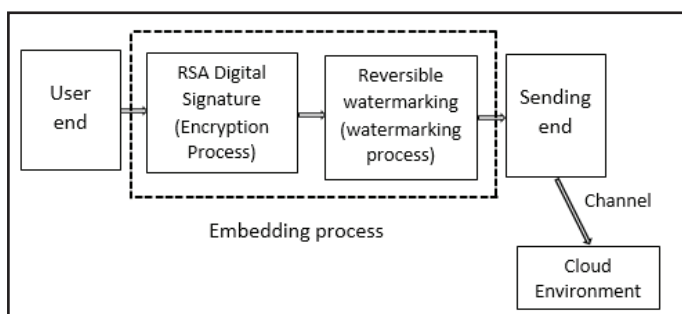 User
end
RSA Digital
Signature
(Encryption
Process)
Reversible
watermarking
(watermarking
process)
Sending
end
Embedding process
Channel
Cloud
Environment